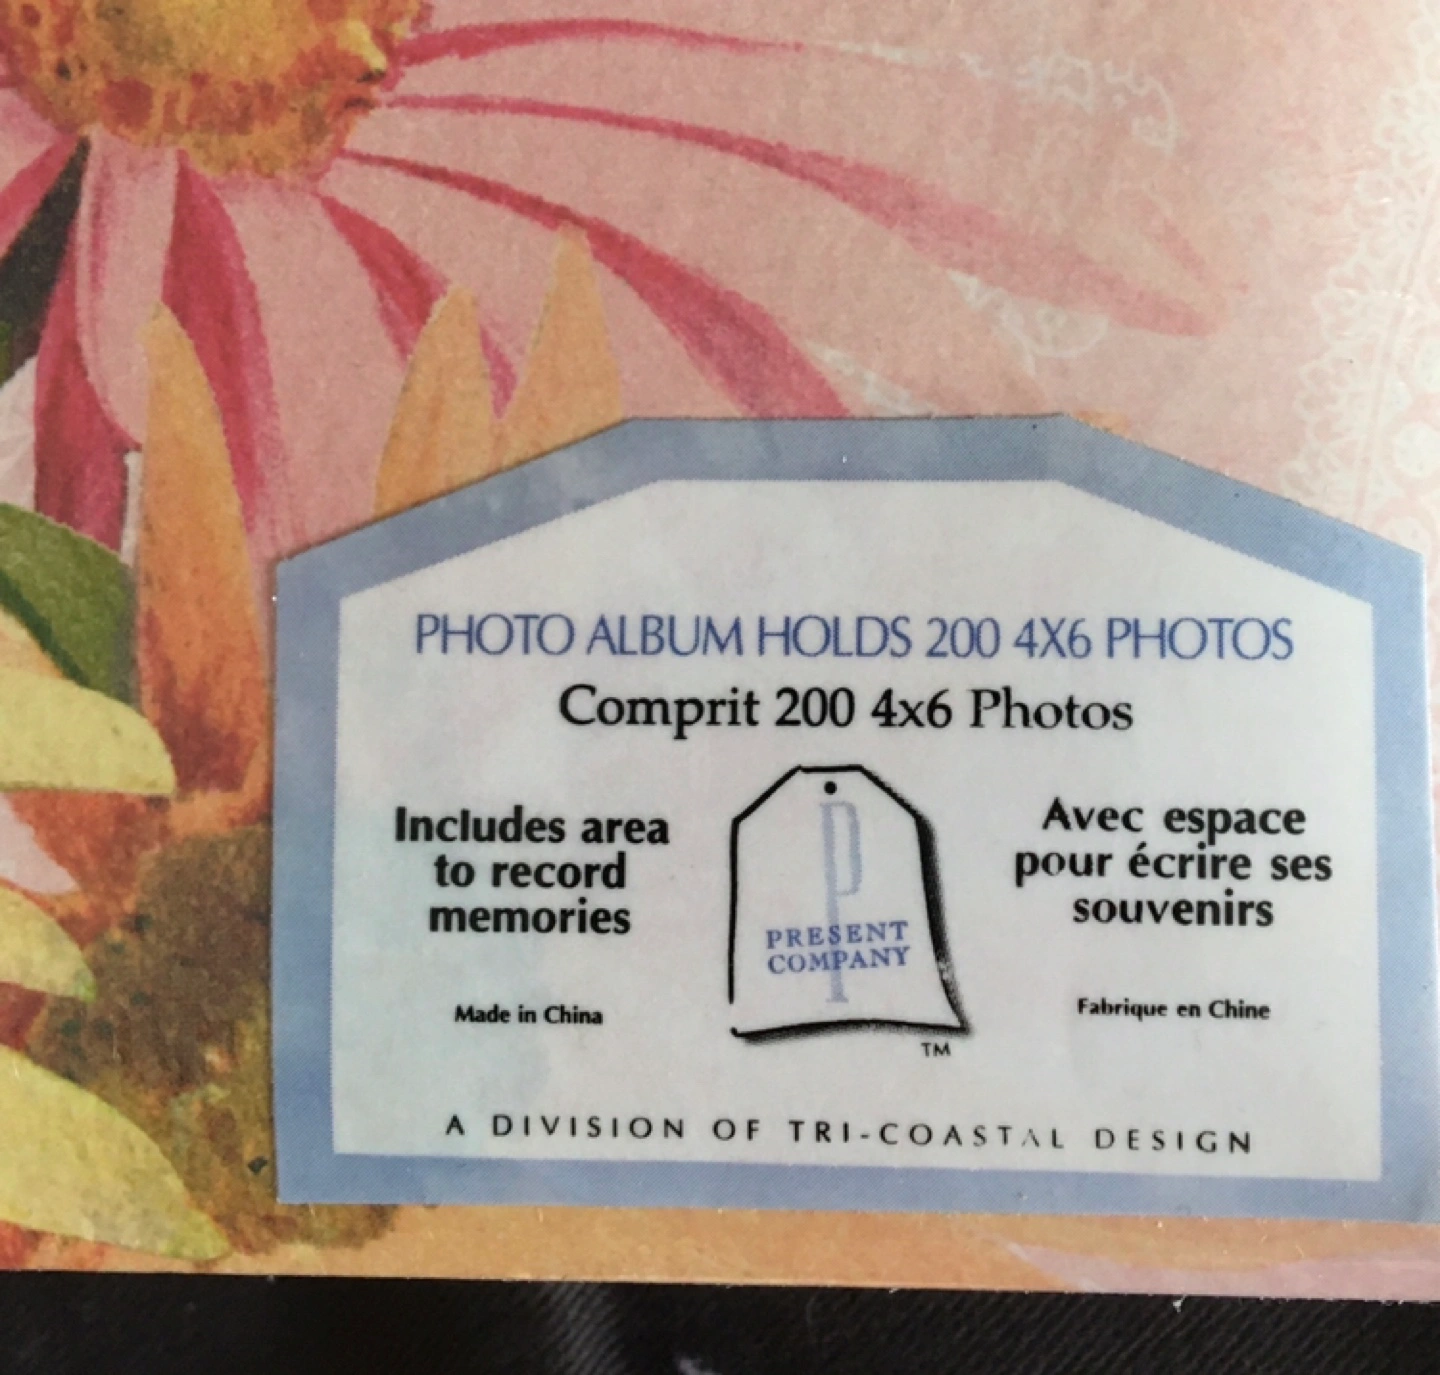 PHOTO ALBUM HOLDS 200 4X6 PHOTOS
Comprit 200 4x6 Photos
Includes area
to record
memories
Made in China
P
PRESENT
COMPANY
TM
Avec espace
pour écrire ses
souvenirs
Fabrique en Chine
A DIVISION OF TRI-COASTAL DESIGN